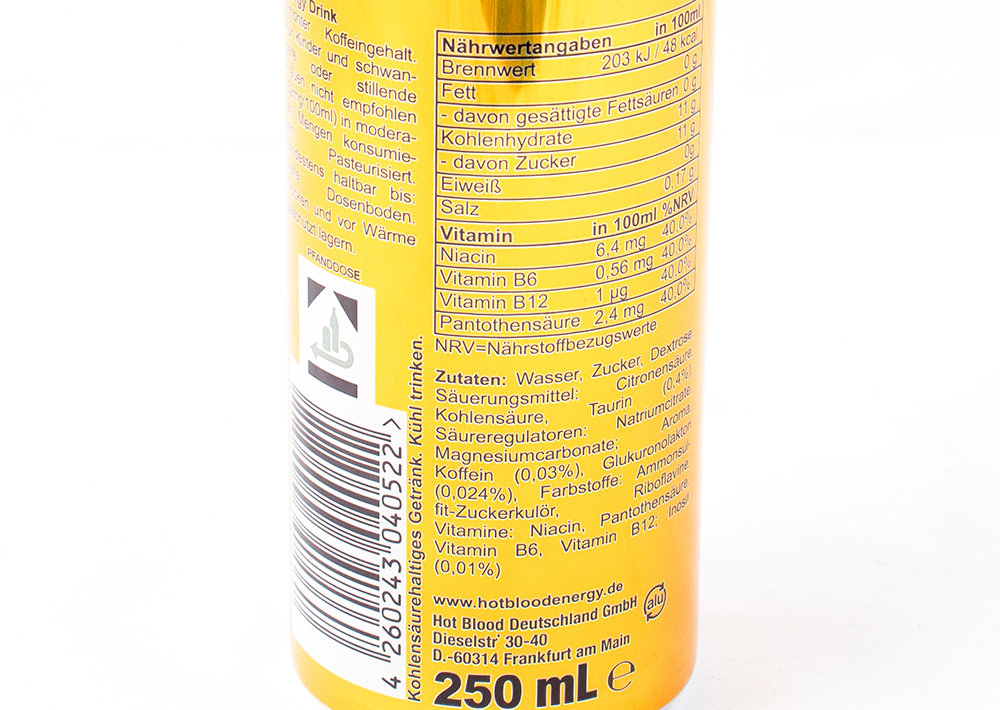 Energy Drink
Koffeingehalt.
Kinder und schwan-
oder stillende
nicht empfohlen
mg/100ml) in modera-
Mengen konsumie-
Pasteurisiert.
haltbar bis:
Dosenboden.
und vor Wärme
lagern.
PFANDDOSE
4 260243 040522 >
Kohlensäurehaltiges Getränk. Kühl trinken.
Nährwertangaben in 100ml
Brennwert 203 kJ / 48 kcal
Fett 0 g
- davon gesättigte Fettsäuren 0 g
Kohlenhydrate 11 g
- davon Zucker 11 g
Eiweiß 0g
Salz 0,17 g
Vitamin in 100ml %NRV
Niacin 6,4 mg 40,0%
Vitamin B6 0,56 mg 40,0%
Vitamin B12 1 µg 40,0%
Pantothensäure 2,4 mg 40,0%
NRV=Nährstoffbezugswerte
Zutaten: Wasser, Zucker, Dextrose
Säuerungsmittel: Citronensäure
Kohlensäure, Taurin (0,4%),
Säureregulatoren: Natriumcitrate,
Magnesiumcarbonate; Aroma,
Koffein (0,03%), Glukuronolakton
(0,024%), Farbstoffe: Ammonsul-
fit-Zuckerkulör, Riboflavine,
Vitamine: Niacin, Pantothensäure,
Vitamin B6, Vitamin B12; Inosit
(0,01%)
www.hotbloodenergy.de
Hot Blood Deutschland GmbH
alu
Dieselstr' 30-40
D.-60314 Frankfurt am Main
250 mL ℮